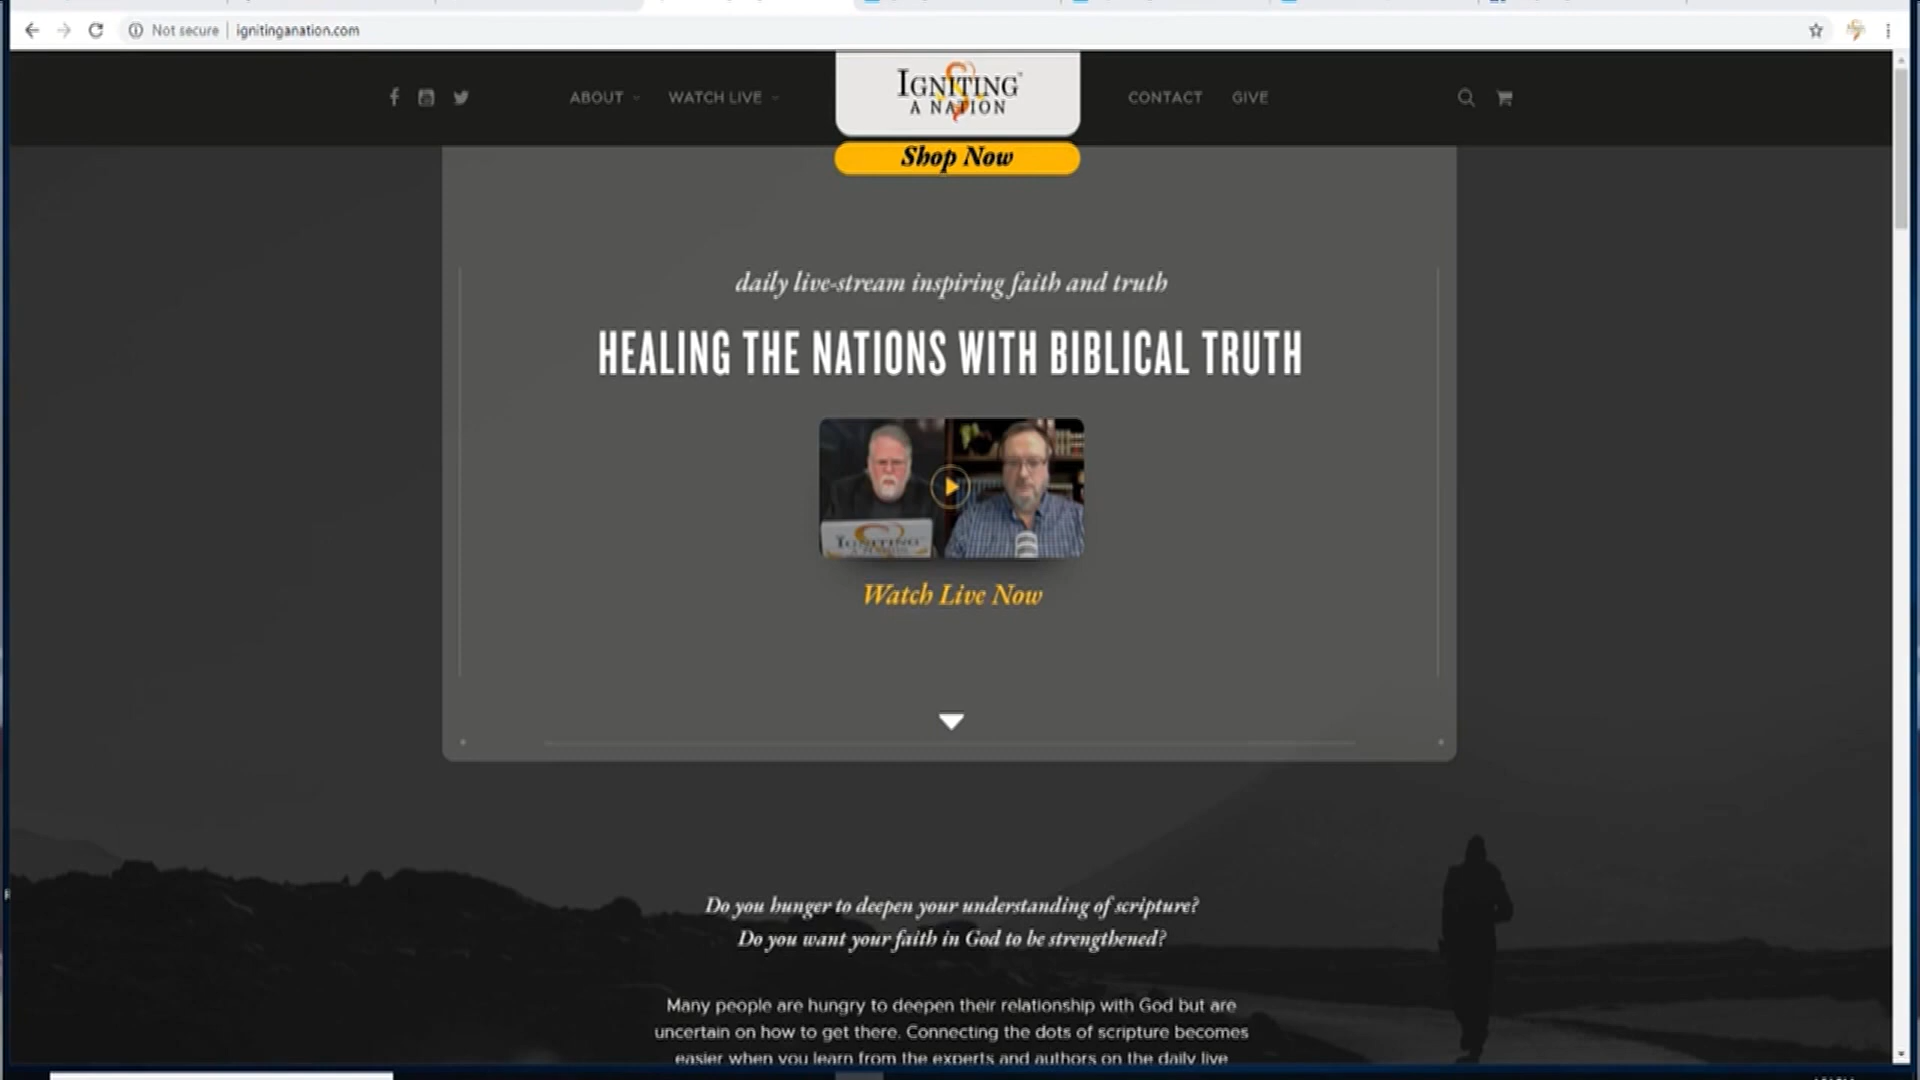 Not secure | ignitinganation.com
ABOUT WATCH LIVE
IGNITING
A NATION
CONTACT GIVE
Shop Now
daily live-stream inspiring faith and truth
HEALING THE NATIONS WITH BIBLICAL TRUTH
IGNITING
Watch Live Now
Do you hunger to deepen your understanding of scripture?
Do you want your faith in God to be strengthened?
Many people are hungry to deepen their relationship with God but are
uncertain on how to get there. Connecting the dots of scripture becomes
easier when you learn from the experts and authors on the daily live